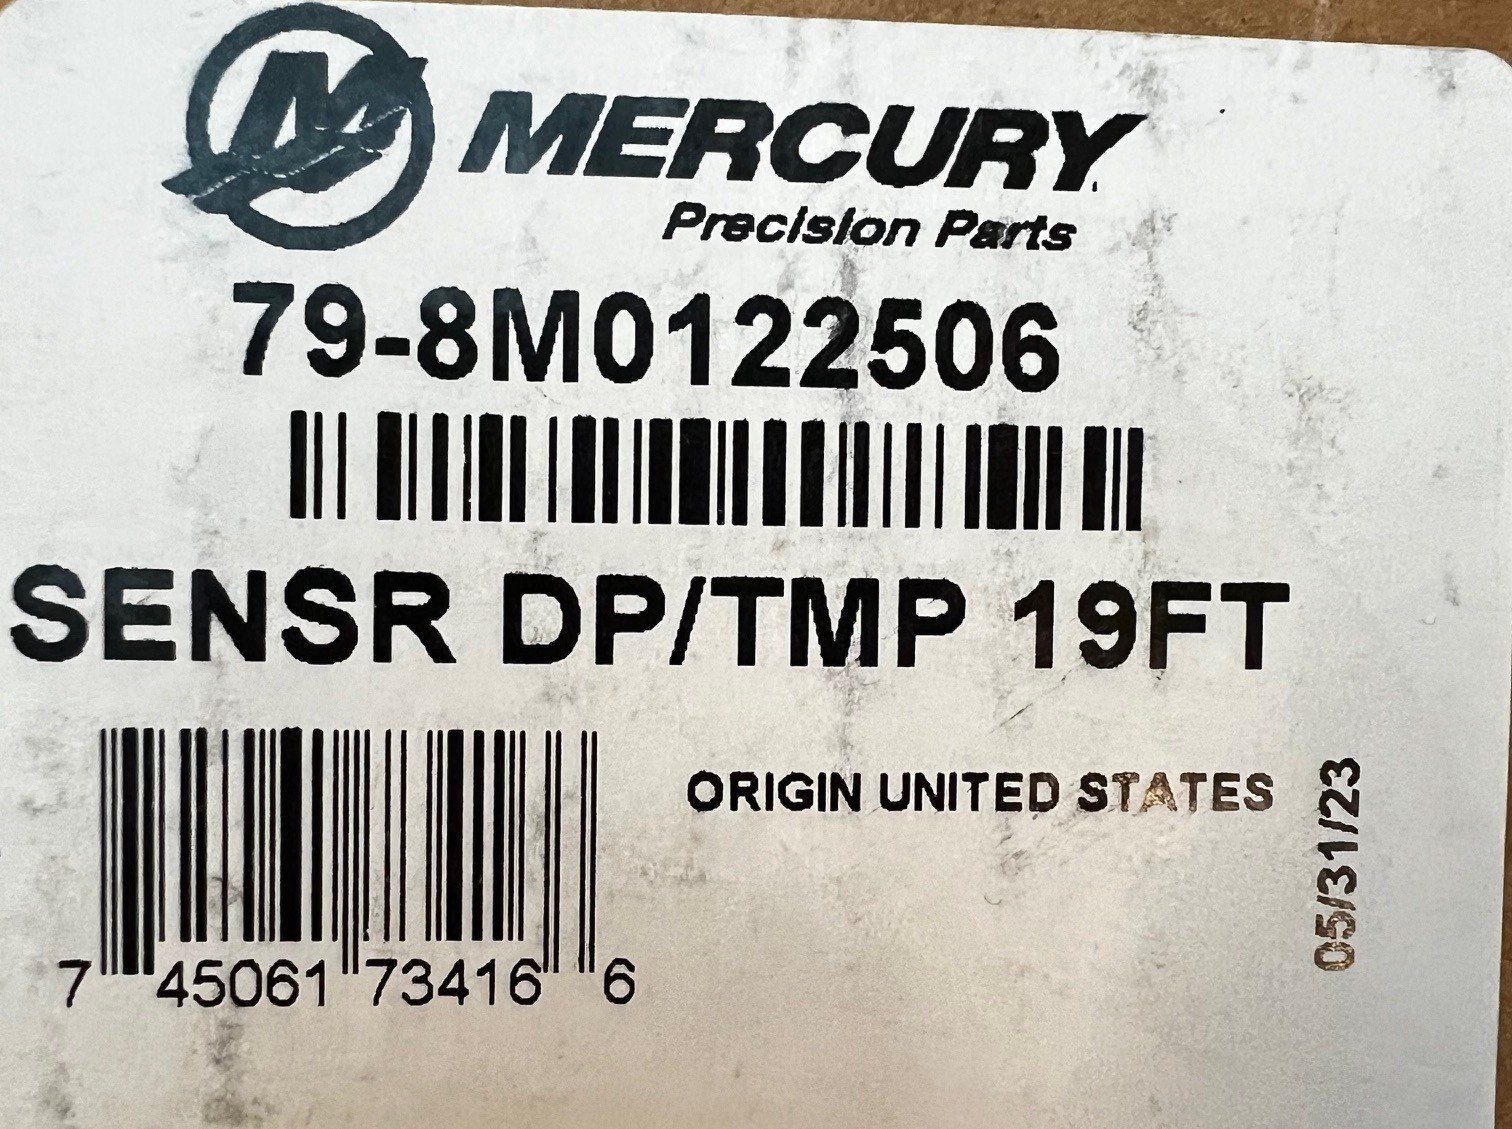 M
MERCURY
Precision Parts
79-8M0122506
SENSR DP/TMP 19FT
ORIGIN UNITED STATES
05/31/23
7 45061 73416 6